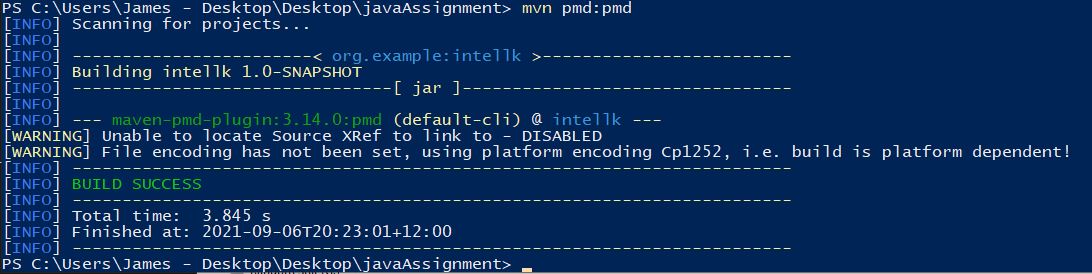 PS C:\Users\James - Desktop\Desktop\javaAssignment> mvn pmd:pmd
[INFO] Scanning for projects...
[INFO]
[INFO] ------------------------< org.example:intellk >-------------------------
[INFO] Building intellk 1.0-SNAPSHOT
[INFO] --------------------------------[ jar ]---------------------------------
[INFO]
[INFO] --- maven-pmd-plugin:3.14.0:pmd (default-cli) @ intellk ---
[WARNING] Unable to locate Source XRef to link to - DISABLED
[WARNING] File encoding has not been set, using platform encoding Cp1252, i.e. build is platform dependent!
[INFO] ------------------------------------------------------------------------
[INFO] BUILD SUCCESS
[INFO] ------------------------------------------------------------------------
[INFO] Total time:  3.845 s
[INFO] Finished at: 2021-09-06T20:23:01+12:00
[INFO] ------------------------------------------------------------------------
PS C:\Users\James - Desktop\Desktop\javaAssignment>